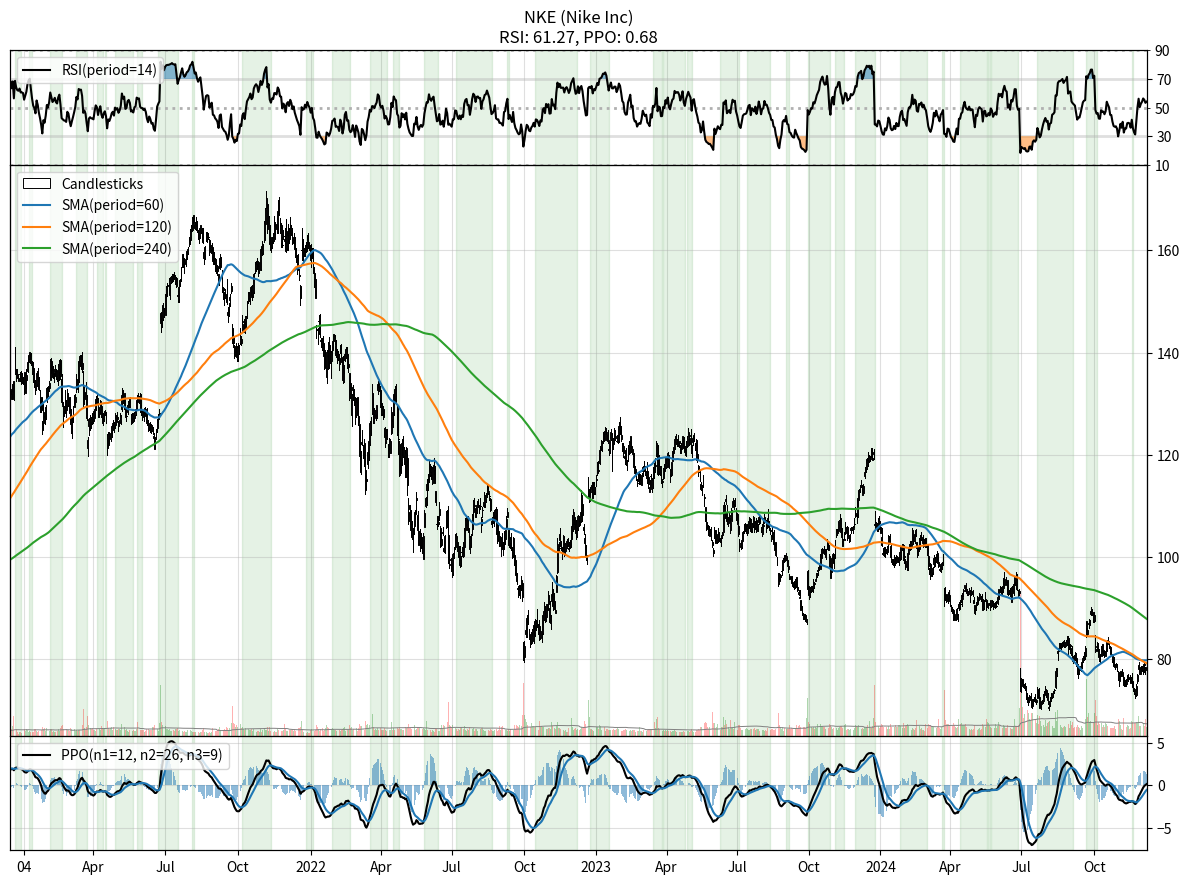 NKE (Nike Inc)
RSI: 61.27, PPO: 0.68
RSI(period=14)
90
70
50
30
10
Candlesticks
SMA(period=60)
SMA(period=120)
SMA(period=240)
160
140
120
100
80
PPO(n1=12, n2=26, n3=9)
5
0
−5
04 Apr Jul Oct 2022 Apr Jul Oct 2023 Apr Jul Oct 2024 Apr Jul Oct